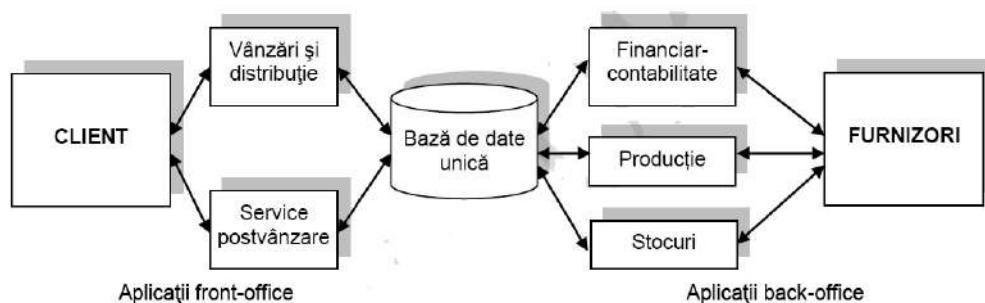 CLIENT
Vânzări şi
distribuţie
Service
postvânzare
Bază de date
unică
Financiar-
contabilitate
Producție
Stocuri
FURNIZORI
Aplicaţii front-office
Aplicaţii back-office